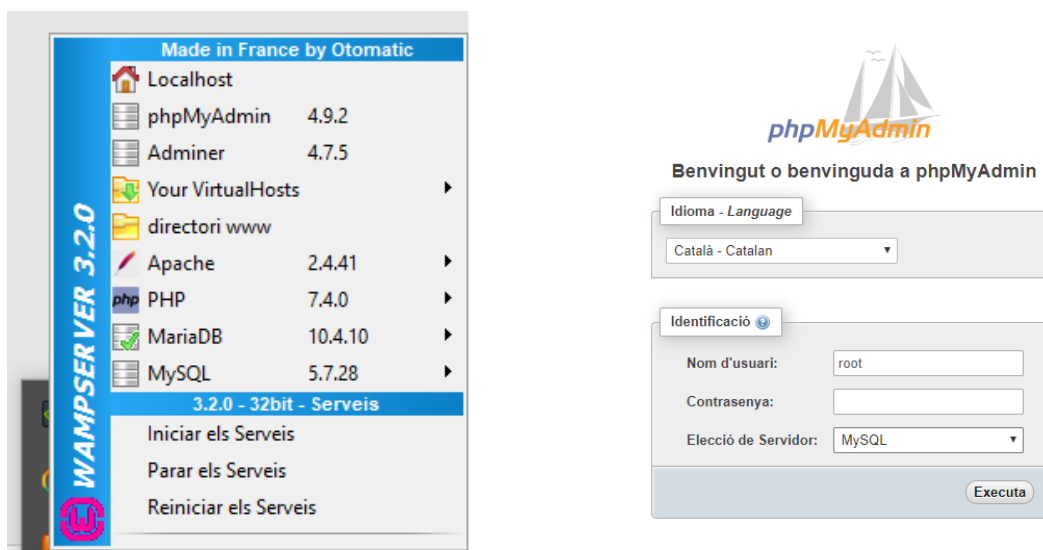 Made in France by Otomatic
Localhost
phpMyAdmin 4.9.2
Adminer 4.7.5
Your VirtualHosts
directori www
Apache 2.4.41
php PHP 7.4.0
MariaDB 10.4.10
MySQL 5.7.28
3.2.0 - 32bit - Serveis
Iniciar els Serveis
Parar els Serveis
Reiniciar els Serveis
WAMPSERVER 3.2.0
phpMyAdmin
Benvingut o benvinguda a phpMyAdmin
Idioma - Language
Català - Catalan
Identificació
Nom d'usuari: root
Contrasenya:
Elecció de Servidor: MySQL
Executa